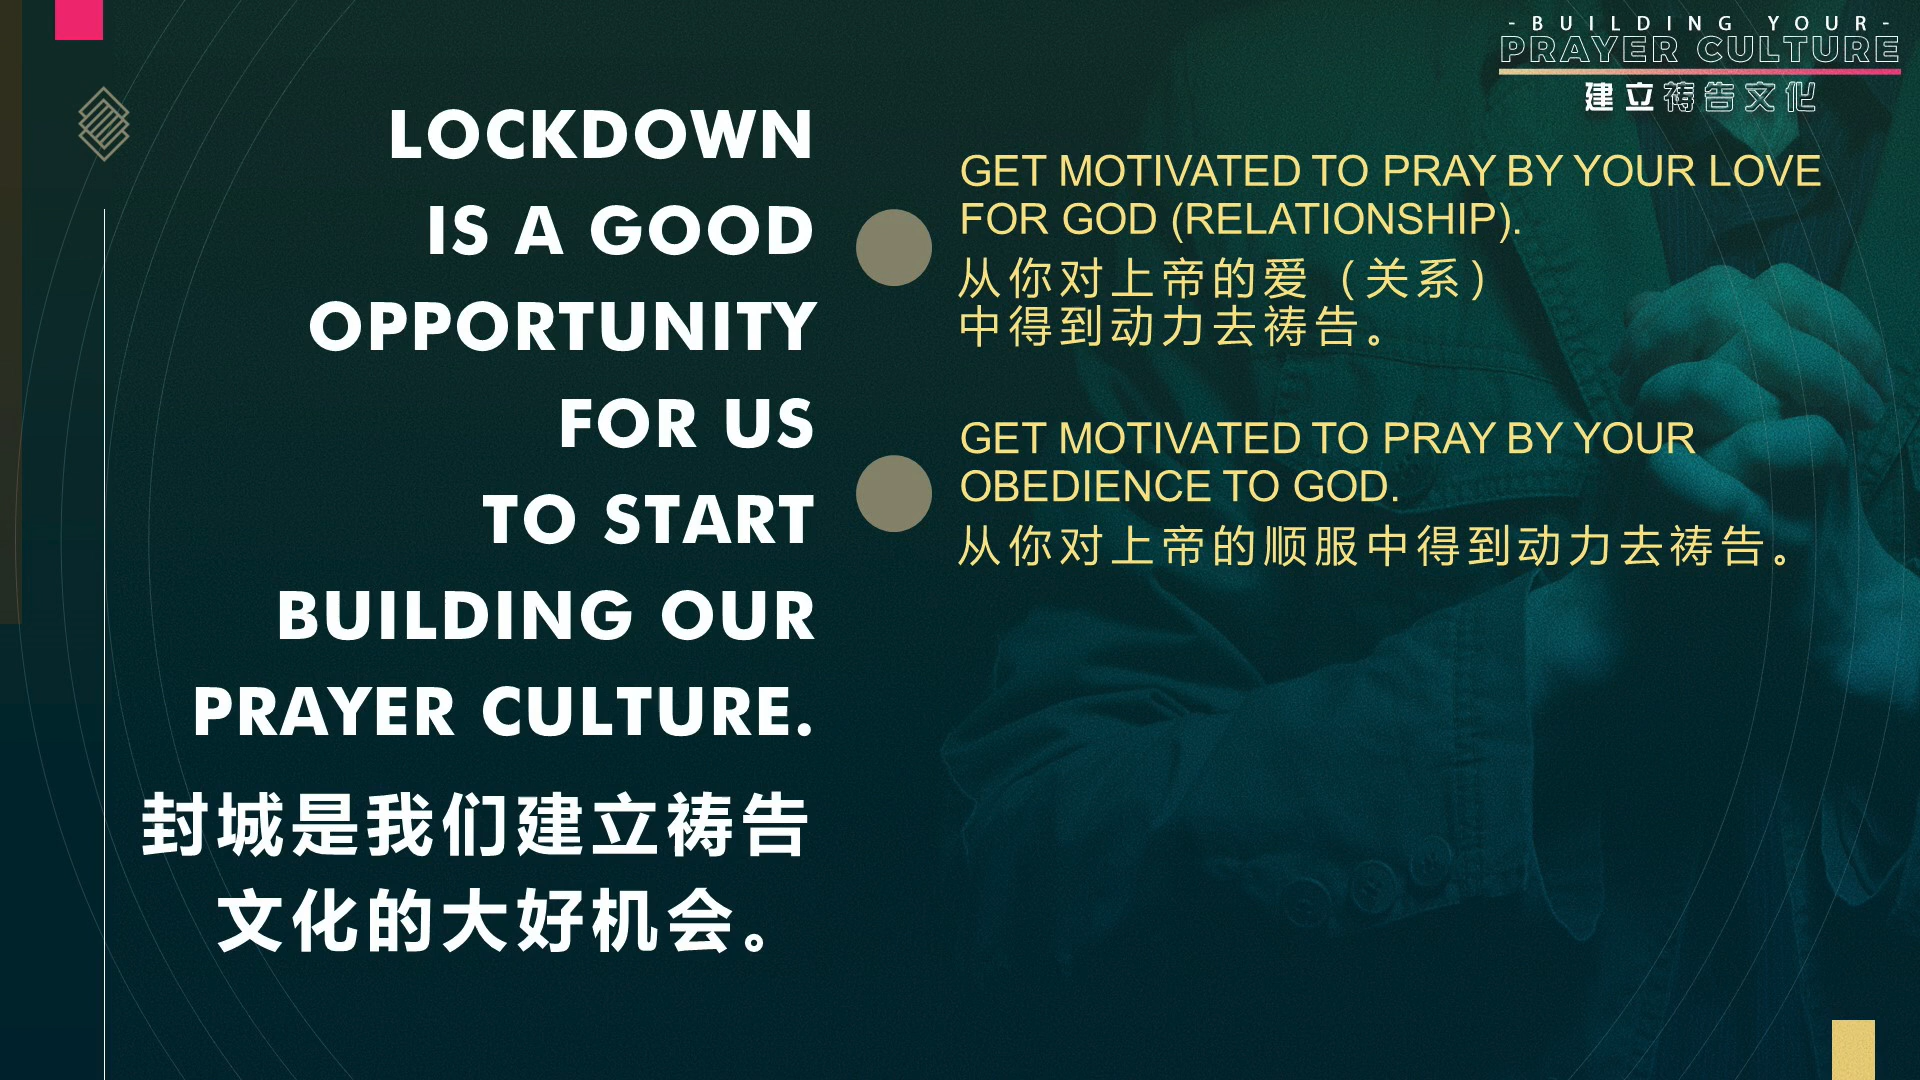 - BUILDING YOUR -
PRAYER CULTURE
建立祷告文化
LOCKDOWN
IS A GOOD
OPPORTUNITY
FOR US
TO START
BUILDING OUR
PRAYER CULTURE.
封城是我们建立祷告
文化的大好机会。
GET MOTIVATED TO PRAY BY YOUR LOVE
FOR GOD (RELATIONSHIP).
从你对上帝的爱（关系）
中得到动力去祷告。
GET MOTIVATED TO PRAY BY YOUR
OBEDIENCE TO GOD.
从你对上帝的顺服中得到动力去祷告。